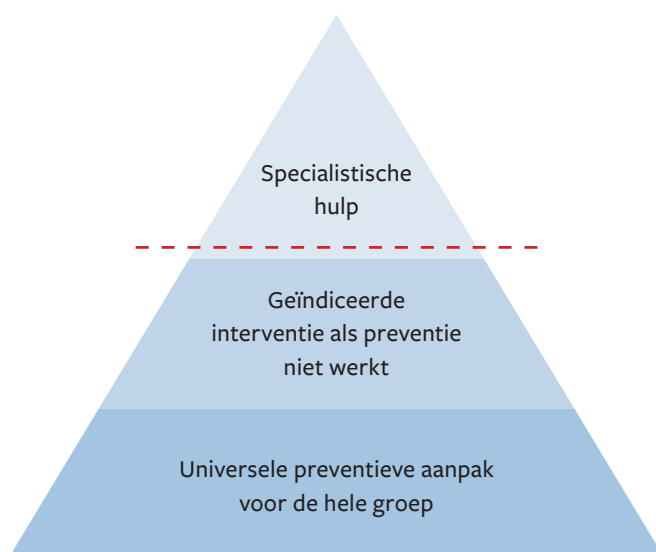 Specialistische
hulp
Geïndiceerde
interventie als preventie
niet werkt
Universele preventieve aanpak
voor de hele groep